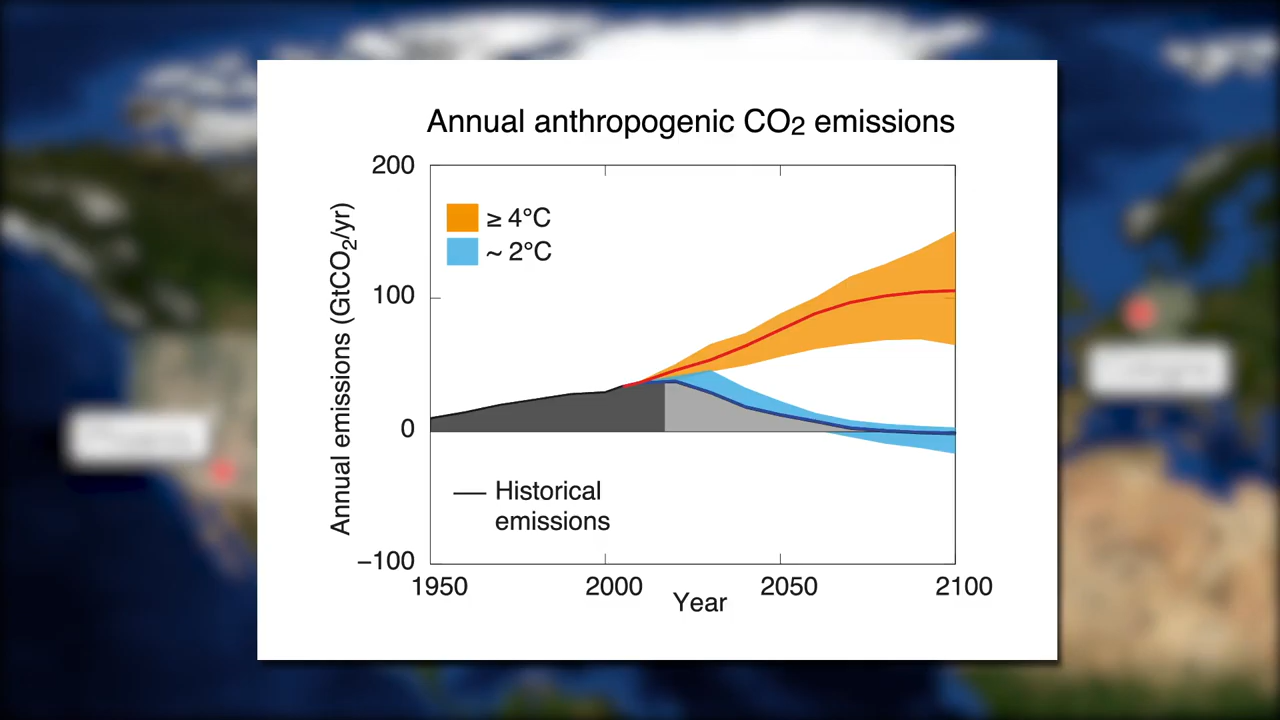 Annual anthropogenic CO2 emissions
Annual emissions (GtCO2/yr)
200
100
0
−100
≥ 4°C
~ 2°C
Historical
emissions
1950
2000
2050
2100
Year